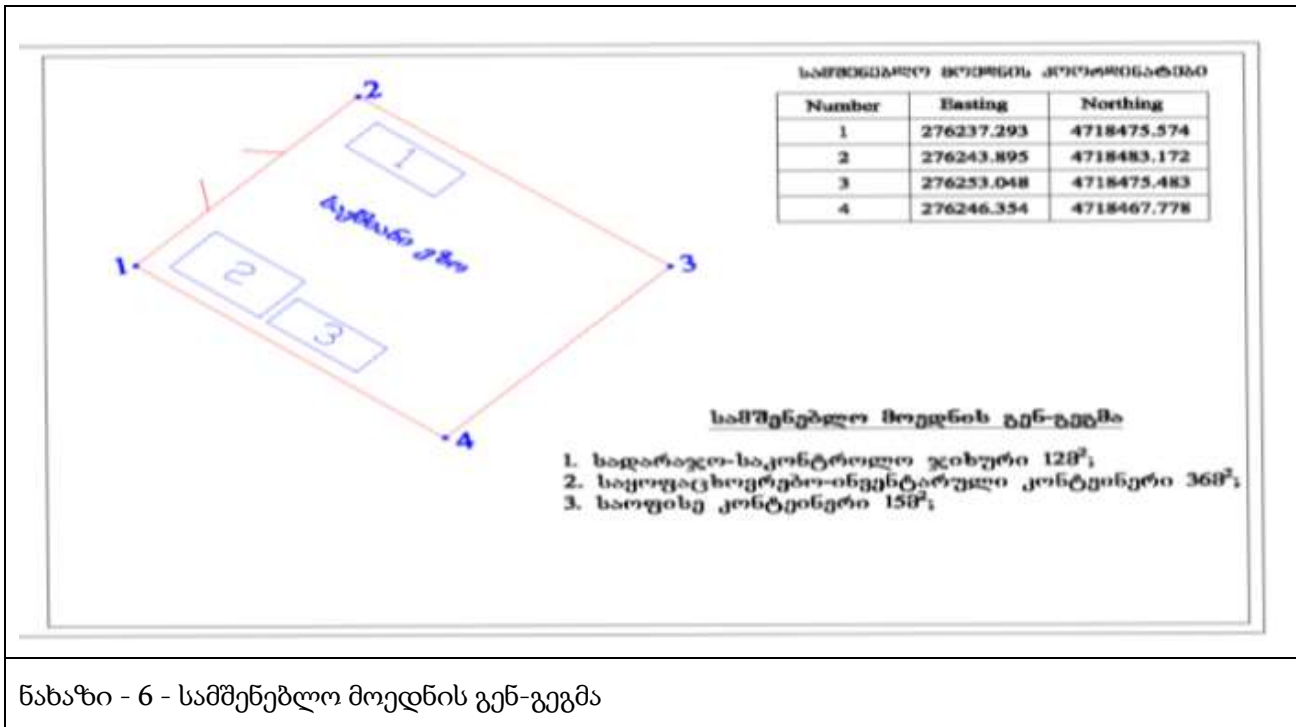 სამშენებლო მოედნის კოორდინატები
Number Easting Northing
1 276237.293 4718475.574
2 276243.895 4718483.172
3 276253.048 4718475.483
4 276246.354 4718467.778
2
1
ეზო
2
3
1
3
4
სამშენებლო მოედნის გენ-გეგმა
1. სადარაჯო-საკონტროლო ჯიხური 12მ²;
2. საყოფაცხოვრებო-ინვენტარული კონტეინერი 36მ²;
3. საოფისე კონტეინერი 15მ²;
ნახაზი - 6 - სამშენებლო მოედნის გენ-გეგმა